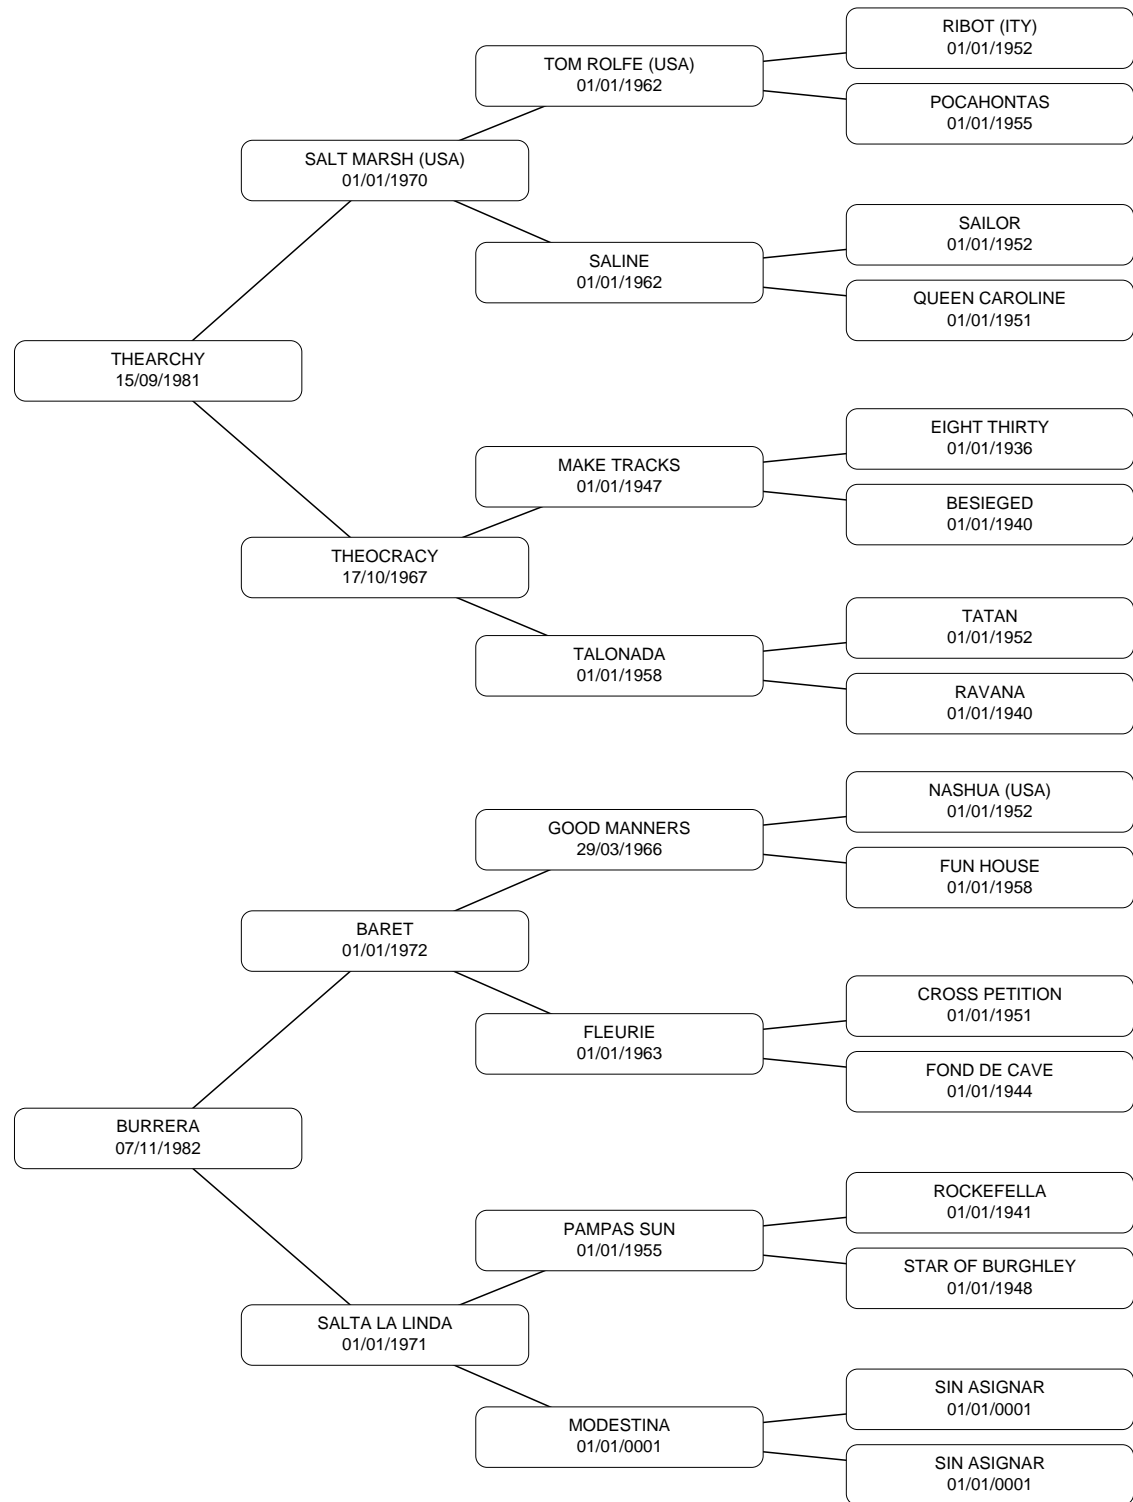 RIBOT (ITY)
01/01/1952
TOM ROLFE (USA)
01/01/1962
POCAHONTAS
01/01/1955
SALT MARSH (USA)
01/01/1970
SAILOR
01/01/1952
SALINE
01/01/1962
QUEEN CAROLINE
01/01/1951
THEARCHY
15/09/1981
EIGHT THIRTY
01/01/1936
MAKE TRACKS
01/01/1947
BESIEGED
01/01/1940
THEOCRACY
17/10/1967
TATAN
01/01/1952
TALONADA
01/01/1958
RAVANA
01/01/1940
NASHUA (USA)
01/01/1952
GOOD MANNERS
29/03/1966
FUN HOUSE
01/01/1958
BARET
01/01/1972
CROSS PETITION
01/01/1951
FLEURIE
01/01/1963
FOND DE CAVE
01/01/1944
BURRERA
07/11/1982
ROCKEFELLA
01/01/1941
PAMPAS SUN
01/01/1955
STAR OF BURGHLEY
01/01/1948
SALTA LA LINDA
01/01/1971
SIN ASIGNAR
01/01/0001
MODESTINA
01/01/0001
SIN ASIGNAR
01/01/0001